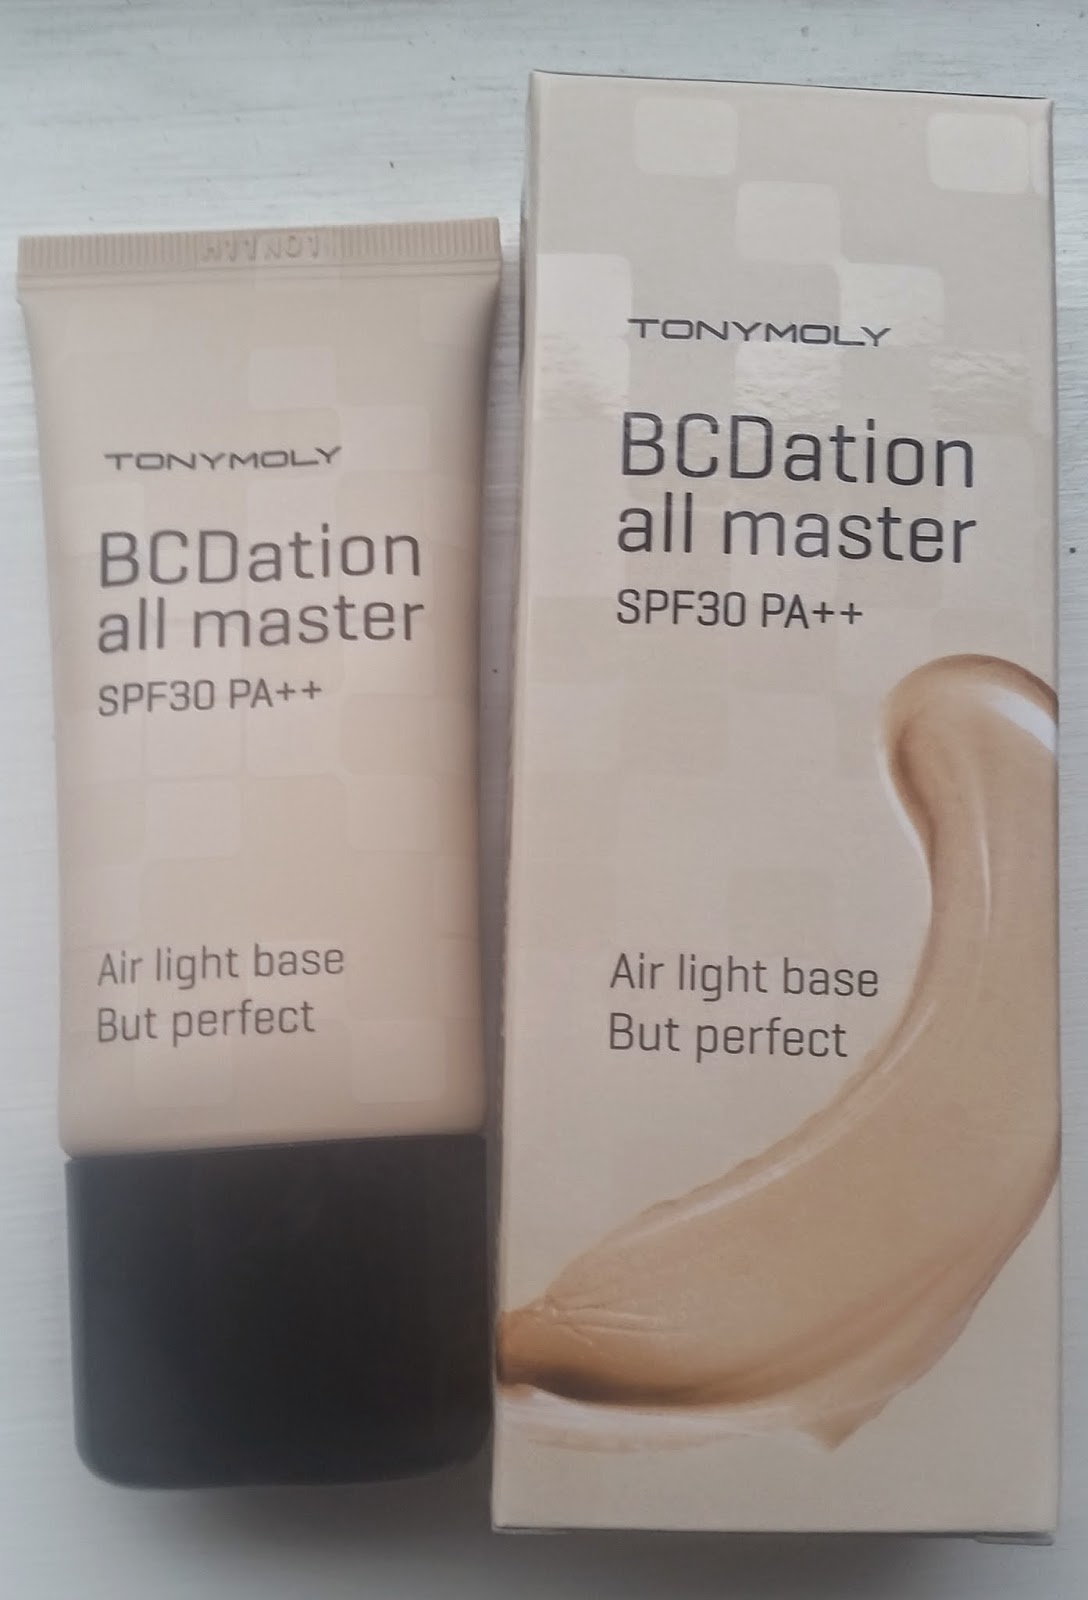 TONYMOLY
BCDation
all master
SPF30 PA++
Air light base
But perfect
TONYMOLY
BCDation
all master
SPF30 PA++
Air light base
But perfect